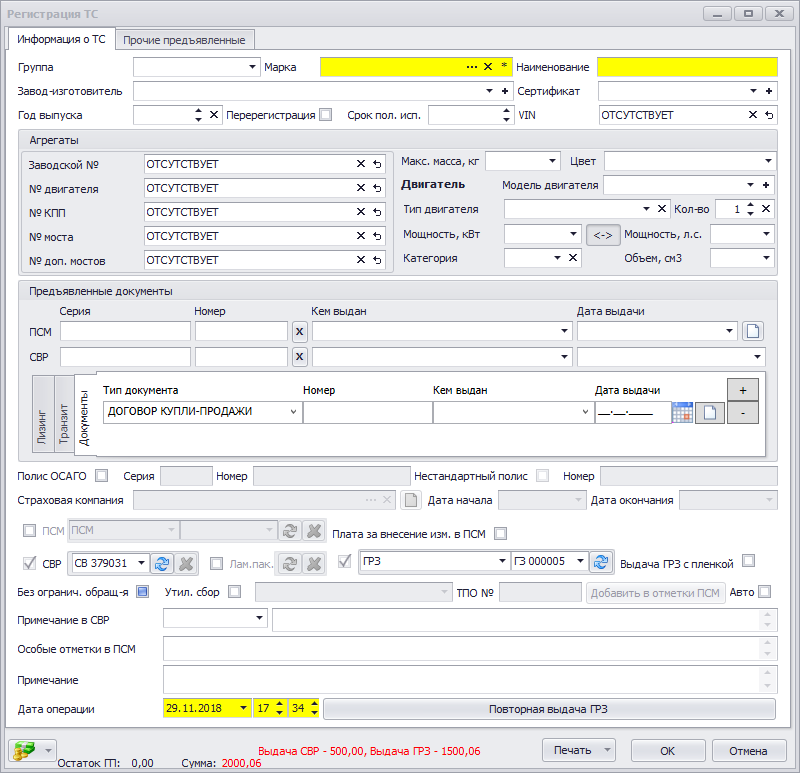 Регистрация ТС
Информация о ТС Прочие предъявленные
Группа Марка ... * Наименование
Завод-изготовитель + Сертификат +
Год выпуска Перерегистрация Срок пол. исп. VIN ОТСУТСТВУЕТ
Агрегаты
Заводской № ОТСУТСТВУЕТ Макс. масса, кг Цвет
№ двигателя ОТСУТСТВУЕТ Двигатель Модель двигателя +
№ КПП ОТСУТСТВУЕТ Тип двигателя Кол-во 1
№ моста ОТСУТСТВУЕТ Мощность, кВт <-> Мощность, л.с.
№ доп. мостов ОТСУТСТВУЕТ Категория Объем, см3
Предъявленные документы
Серия Номер Кем выдан Дата выдачи
ПСМ X
СВР X
Лизинг
Транзит
Документы
Тип документа Номер Кем выдан Дата выдачи +
ДОГОВОР КУПЛИ-ПРОДАЖИ __.__.____ -
Полис ОСАГО Серия Номер Нестандартный полис Номер
Страховая компания ... Дата начала Дата окончания
ПСМ ПСМ Плата за внесение изм. в ПСМ
СВР СВ 379031 Лам.пак. ГРЗ ГЗ 000005 Выдача ГРЗ с пленкой
Без огранич. обращ-я Утил. сбор ТПО № Добавить в отметки ПСМ Авто
Примечание в СВР
Особые отметки в ПСМ
Примечание
Дата операции 29.11.2018 17 34 Повторная выдача ГРЗ
Выдача СВР - 500,00, Выдача ГРЗ - 1500,06 Печать ОК Отмена
Остаток ГП: 0,00 Сумма: 2000,06